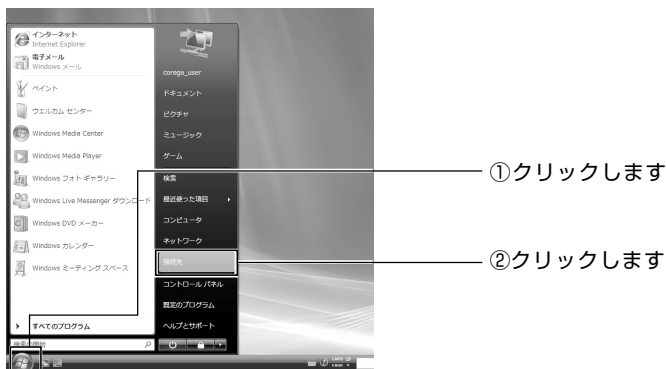 インターネット
Internet Explorer
電子メール
Windows メール
ペイント
ウエルカム センター
Windows Media Center
Windows Media Player
Windows フォト ギャラリー
Windows Live Messenger ダウンロード
Windows DVD メーカー
Windows カレンダー
Windows ミーティング スペース
すべてのプログラム
検索の開始
corega_user
ドキュメント
ピクチャ
ミュージック
ゲーム
検索
最近使った項目
コンピュータ
ネットワーク
接続先
コントロール パネル
既定のプログラム
ヘルプとサポート
①クリックします
②クリックします
CAPS
KANA